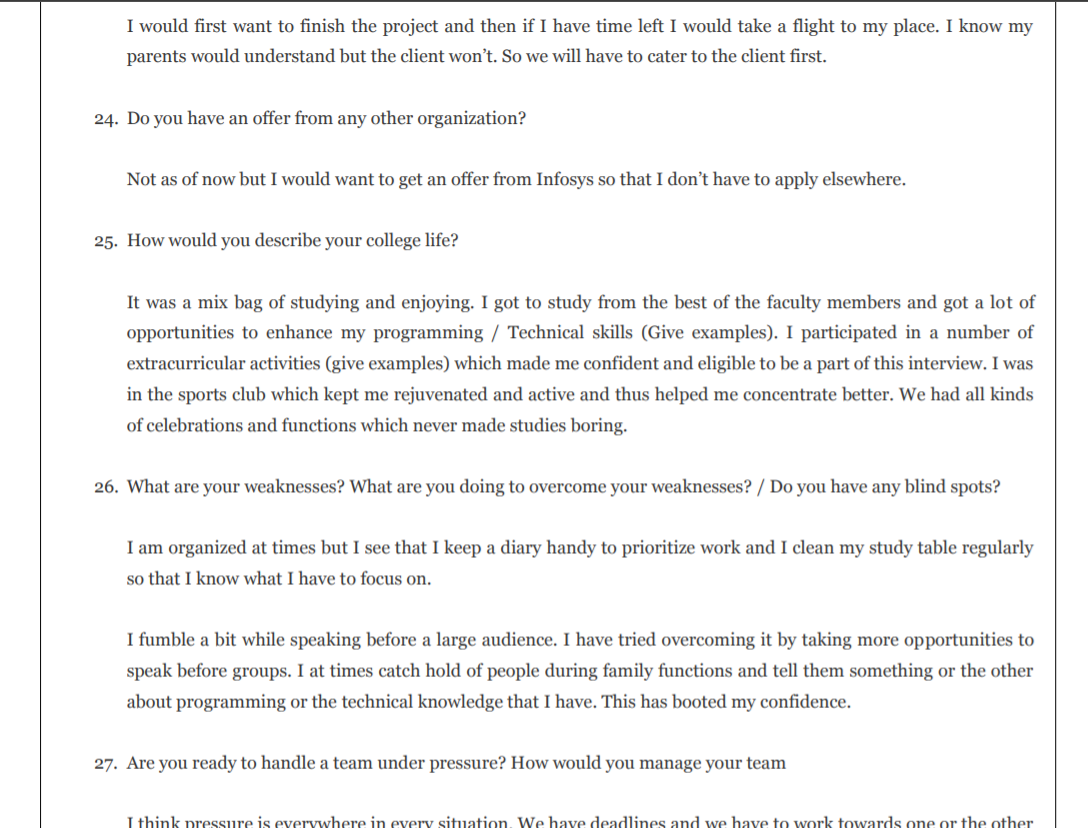 I would first want to finish the project and then if I have time left I would take a flight to my place. I know my
parents would understand but the client won’t. So we will have to cater to the client first.
24. Do you have an offer from any other organization?
Not as of now but I would want to get an offer from Infosys so that I don’t have to apply elsewhere.
25. How would you describe your college life?
It was a mix bag of studying and enjoying. I got to study from the best of the faculty members and got a lot of
opportunities to enhance my programming / Technical skills (Give examples). I participated in a number of
extracurricular activities (give examples) which made me confident and eligible to be a part of this interview. I was
in the sports club which kept me rejuvenated and active and thus helped me concentrate better. We had all kinds
of celebrations and functions which never made studies boring.
26. What are your weaknesses? What are you doing to overcome your weaknesses? / Do you have any blind spots?
I am organized at times but I see that I keep a diary handy to prioritize work and I clean my study table regularly
so that I know what I have to focus on.
I fumble a bit while speaking before a large audience. I have tried overcoming it by taking more opportunities to
speak before groups. I at times catch hold of people during family functions and tell them something or the other
about programming or the technical knowledge that I have. This has booted my confidence.
27. Are you ready to handle a team under pressure? How would you manage your team
I think pressure is everywhere in every situation. We have deadlines and we have to work towards one or the other